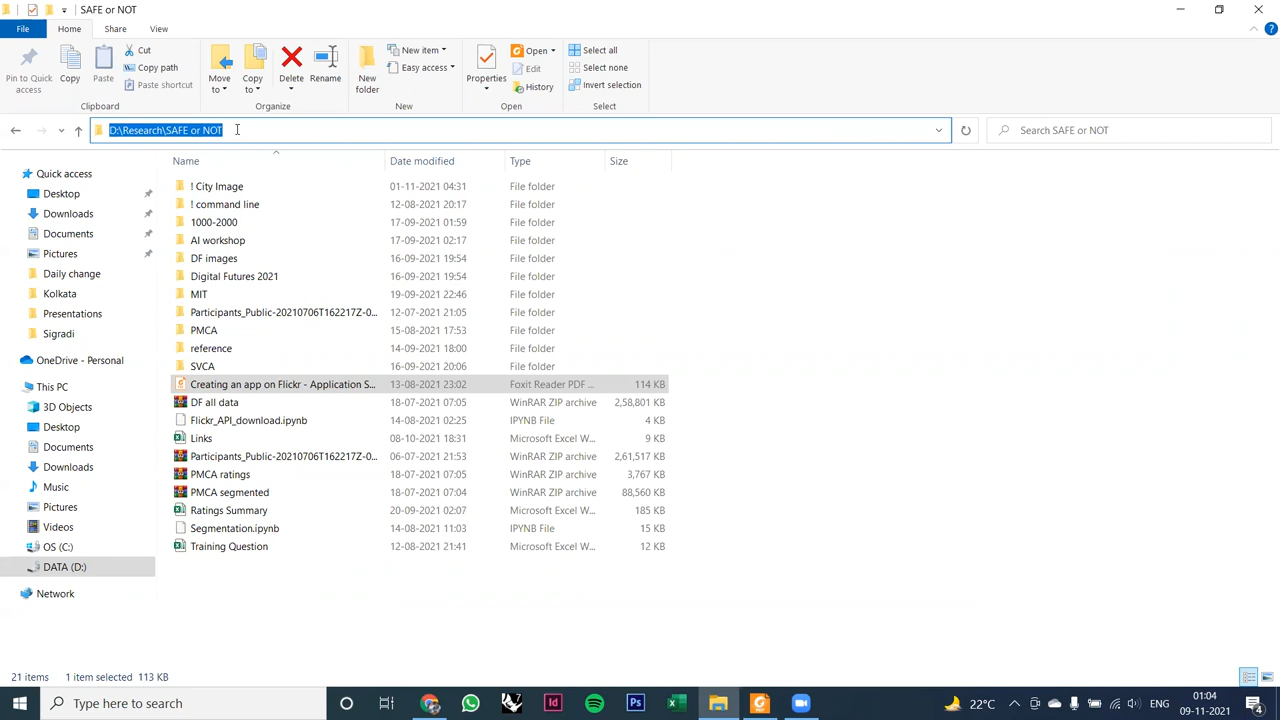 SAFE or NOT
File Home Share View
Pin to Quick access
Copy
Paste
Cut
Copy path
Paste shortcut
Clipboard
Move to
Copy to
Delete
Rename
Organize
New folder
New item
Easy access
New
Properties
Open
Edit
History
Open
Select all
Select none
Invert selection
Select
D:\Research\SAFE or NOT
Search SAFE or NOT
Name Date modified Type Size
! City Image 01-11-2021 04:31 File folder
! command line 12-08-2021 20:17 File folder
1000-2000 17-09-2021 01:59 File folder
AI workshop 17-09-2021 02:17 File folder
DF images 16-09-2021 19:54 File folder
Digital Futures 2021 16-09-2021 19:54 File folder
MIT 19-09-2021 22:46 File folder
Participants_Public-20210706T162217Z-0... 12-07-2021 21:05 File folder
PMCA 15-08-2021 17:53 File folder
reference 14-09-2021 18:00 File folder
SVCA 16-09-2021 20:06 File folder
Creating an app on Flickr - Application S... 13-08-2021 23:02 Foxit Reader PDF ... 114 KB
DF all data 18-07-2021 07:05 WinRAR ZIP archive 2,58,801 KB
Flickr_API_download.ipynb 14-08-2021 02:25 IPYNB File 4 KB
Links 08-10-2021 18:31 Microsoft Excel W... 9 KB
Participants_Public-20210706T162217Z-0... 06-07-2021 21:53 WinRAR ZIP archive 2,61,517 KB
PMCA ratings 18-07-2021 07:05 WinRAR ZIP archive 3,767 KB
PMCA segmented 18-07-2021 07:04 WinRAR ZIP archive 88,560 KB
Ratings Summary 20-09-2021 02:07 Microsoft Excel W... 185 KB
Segmentation.ipynb 14-08-2021 11:03 IPYNB File 15 KB
Training Question 12-08-2021 21:41 Microsoft Excel W... 12 KB
Quick access
Desktop
Downloads
Documents
Pictures
Daily change
Kolkata
Presentations
Sigradi
OneDrive - Personal
This PC
3D Objects
Desktop
Documents
Downloads
Music
Pictures
Videos
OS (C:)
DATA (D:)
Network
21 items 1 item selected 113 KB
Type here to search
22°C
ENG
01:04
09-11-2021
4